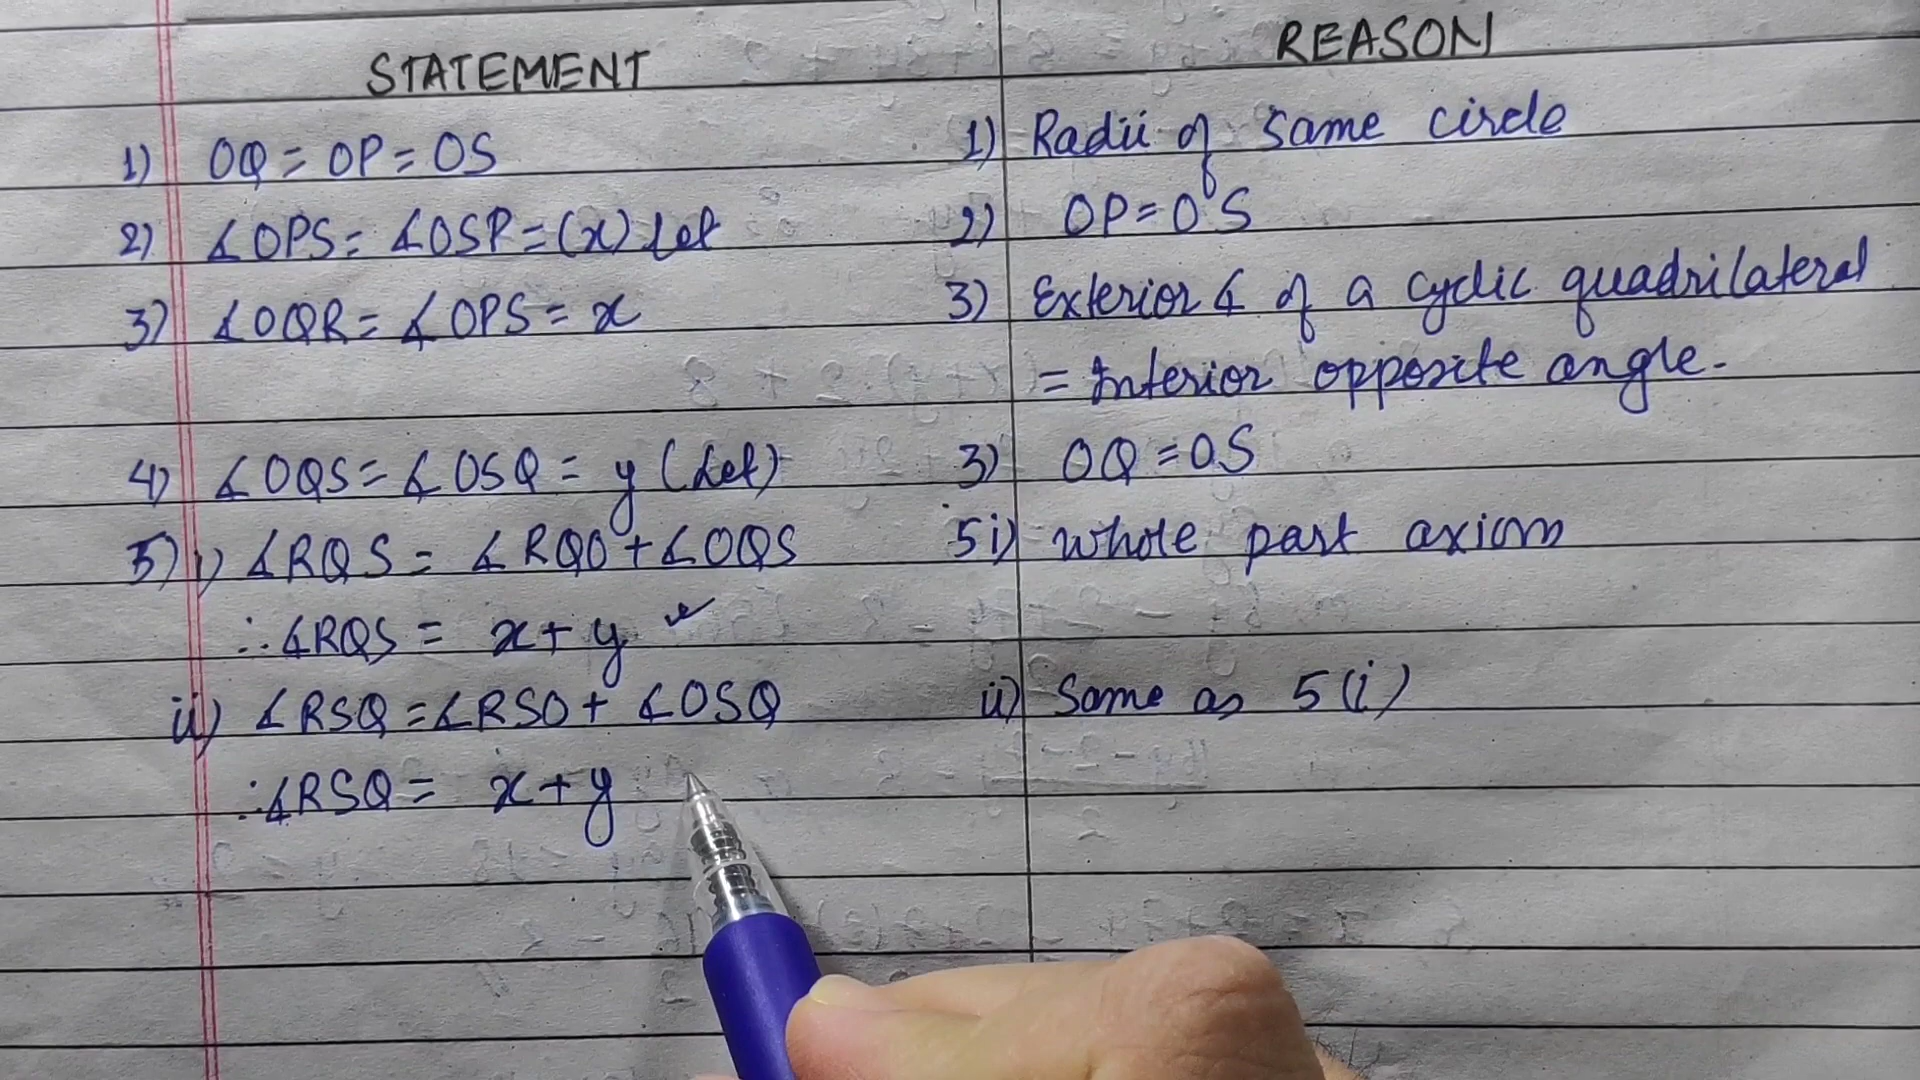 STATEMENT REASON
1) OQ = OP = OS 1) Radii of same circle
2) ∡OPS = ∡OSP = (x) Let 2) OP = OS
3) ∡OQR = ∡OPS = x 3) Exterior ∡ of a cyclic quadrilateral
= Interior opposite angle.
4) ∡OQS = ∡OSQ = y (Let) 3) OQ = OS
5) i) ∡RQS = ∡RQO + ∡OQS 5i) whole part axiom
∴ ∡RQS = x + y ✓
ii) ∡RSQ = ∡RSO + ∡OSQ ii) Same as 5(i)
∴ ∡RSQ = x + y